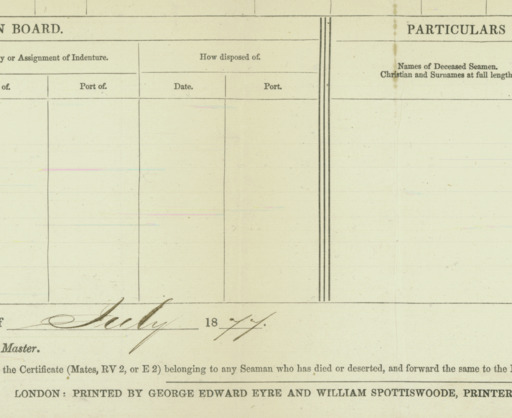 N BOARD.
PARTICULARS
y or Assignment of Indenture.
How disposed of.
Names of Deceased Seamen.
Christian and Surnames at full length
of.
Port of.
Date.
Port.
July 1877.
Master.
the Certificate (Mates, RV 2, or E 2) belonging to any Seaman who has died or deserted, and forward the same to the
LONDON: PRINTED BY GEORGE EDWARD EYRE AND WILLIAM SPOTTISWOODE, PRINTER